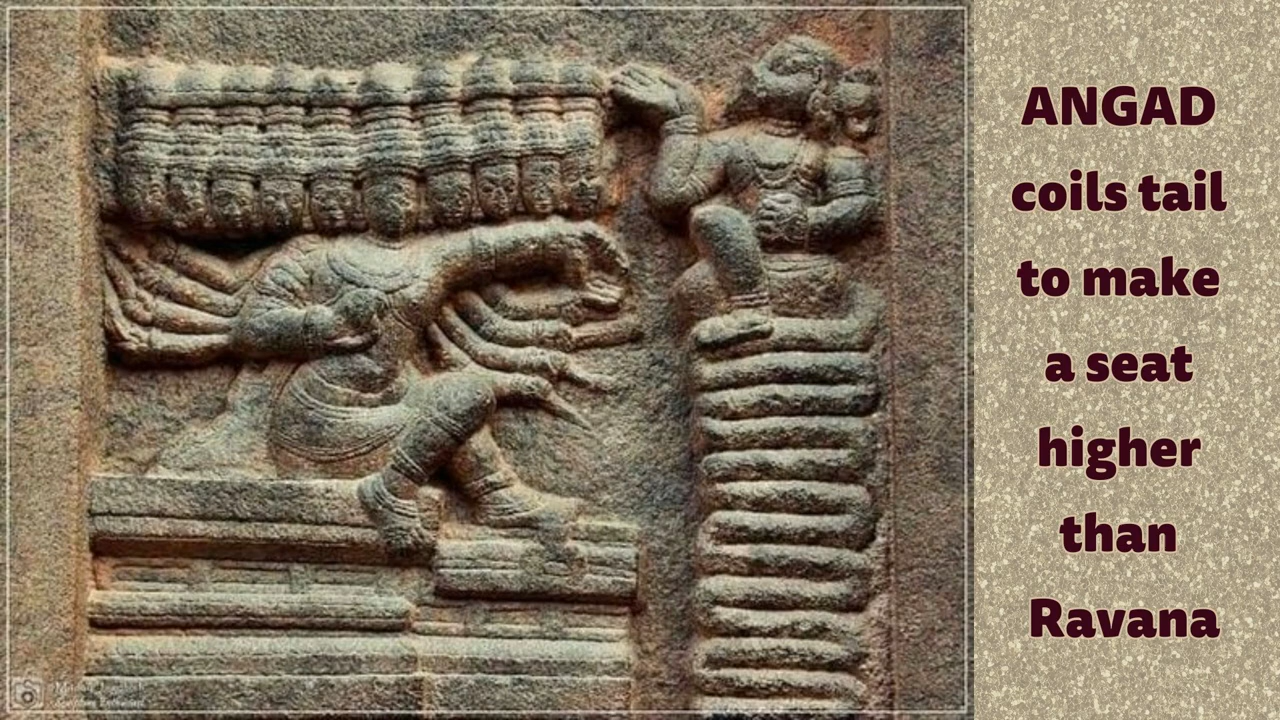 ANGAD
coils tail
to make
a seat
higher
than
Ravana